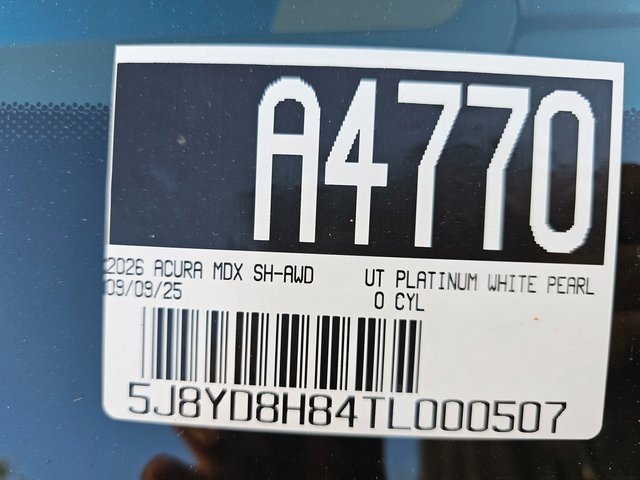 A4770
2026 ACURA MDX SH-AWD UT PLATINUM WHITE PEARL
09/09/25 0 CYL
5J8YD8H84TL000507